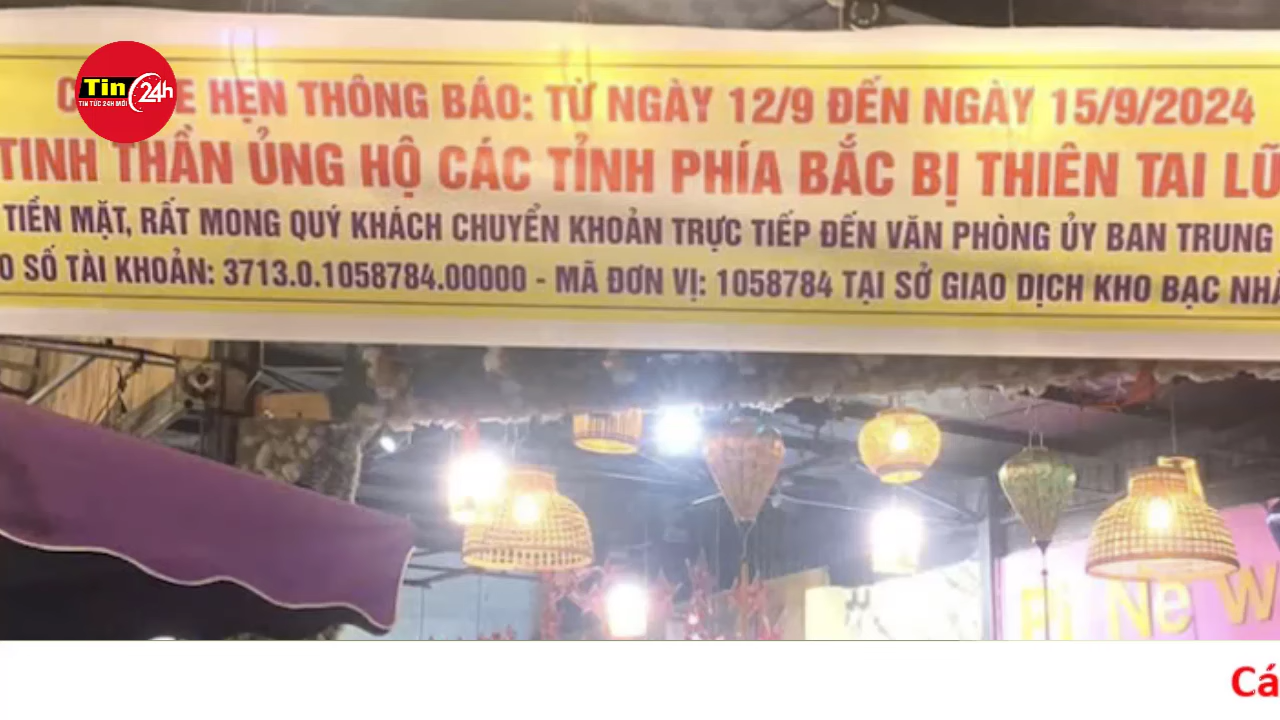 Tin 24h
TIN TỨC 24H MỚI
HẸN THÔNG BÁO: TỪ NGÀY 12/9 ĐẾN NGÀY 15/9/2024
TINH THẦN ỦNG HỘ CÁC TỈNH PHÍA BẮC BỊ THIÊN TAI LŨ
TIỀN MẶT, RẤT MONG QUÝ KHÁCH CHUYỂN KHOẢN TRỰC TIẾP ĐẾN VĂN PHÒNG ỦY BAN TRUNG
SỐ TÀI KHOẢN: 3713.0.1058784.00000 - MÃ ĐƠN VỊ: 1058784 TẠI SỞ GIAO DỊCH KHO BẠC NHÀ
Ne W
Cá